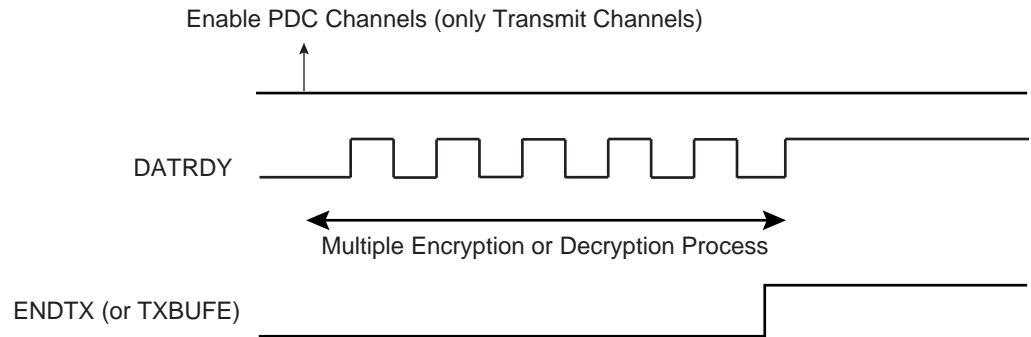 Enable PDC Channels (only Transmit Channels)
DATRDY
Multiple Encryption or Decryption Process
ENDTX (or TXBUFE)